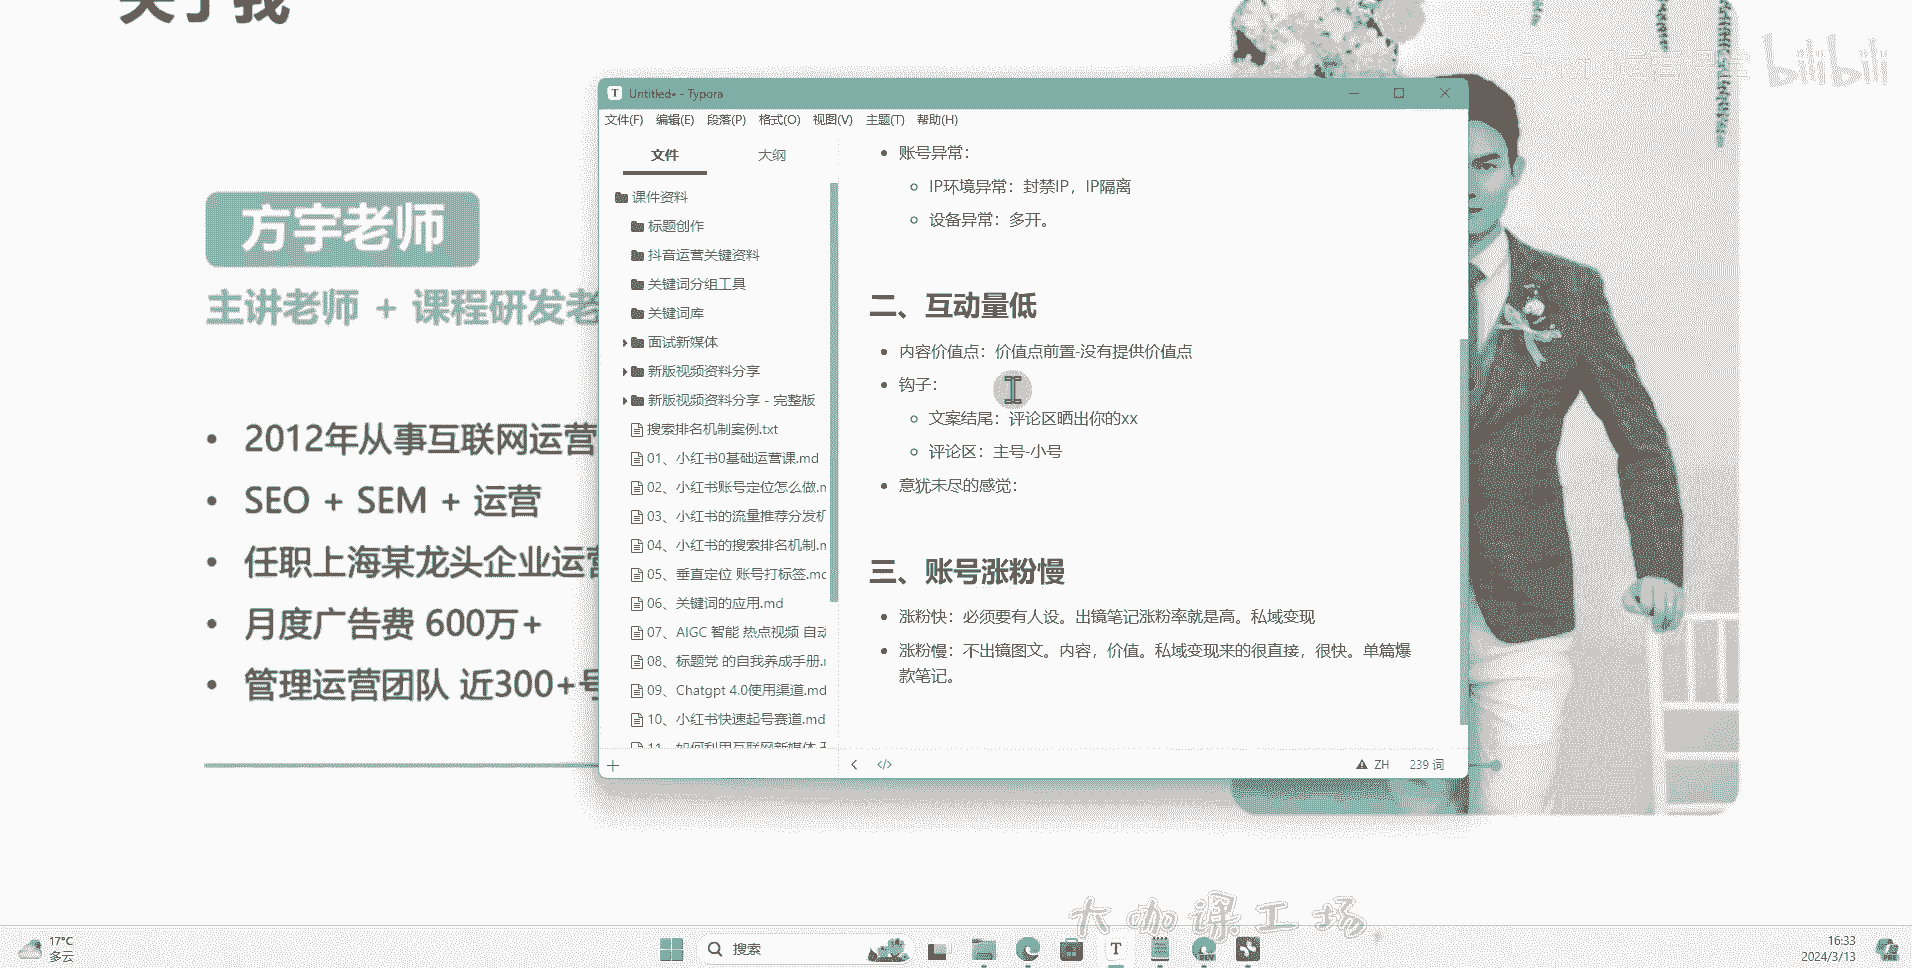 关于我
bilibili
方宇老师
主讲老师 + 课程研发老
2012年从事互联网运营
SEO + SEM + 运营
任职上海某龙头企业运营
月度广告费 600万+
管理运营团队 近300+号
Untitled• - Typora
文件(F) 编辑(E) 段落(P) 格式(O) 视图(V) 主题(T) 帮助(H)
文件 大纲
课件资料
标题创作
抖音运营关键资料
关键词分组工具
关键词库
面试新媒体
新版视频资料分享
新版视频资料分享 - 完整版
搜索排名机制案例.txt
01、小红书0基础运营课.md
02、小红书账号定位怎么做.m
03、小红书的流量推荐分发机
04、小红书的搜索排名机制.m
05、垂直定位 账号打标签.md
06、关键词的应用.md
07、AIGC 智能 热点视频 自动
08、标题党 的自我养成手册.m
09、Chatgpt 4.0使用渠道.md
10、小红书快速起号赛道.md
11、如何利用互联网新媒体
账号异常：
IP环境异常：封禁IP，IP隔离
设备异常：多开。
二、互动量低
内容价值点：价值点前置-没有提供价值点
钩子：
文案结尾：评论区晒出你的xx
评论区：主号-小号
意犹未尽的感觉：
三、账号涨粉慢
涨粉快：必须要有人设。出镜笔记涨粉率就是高。私域变现
涨粉慢：不出镜图文。内容，价值。私域变现来的很直接，很快。单篇爆
款笔记。
ZH 239 词
大咖课工场.
17°C
多云
搜索
16:33
2024/3/13